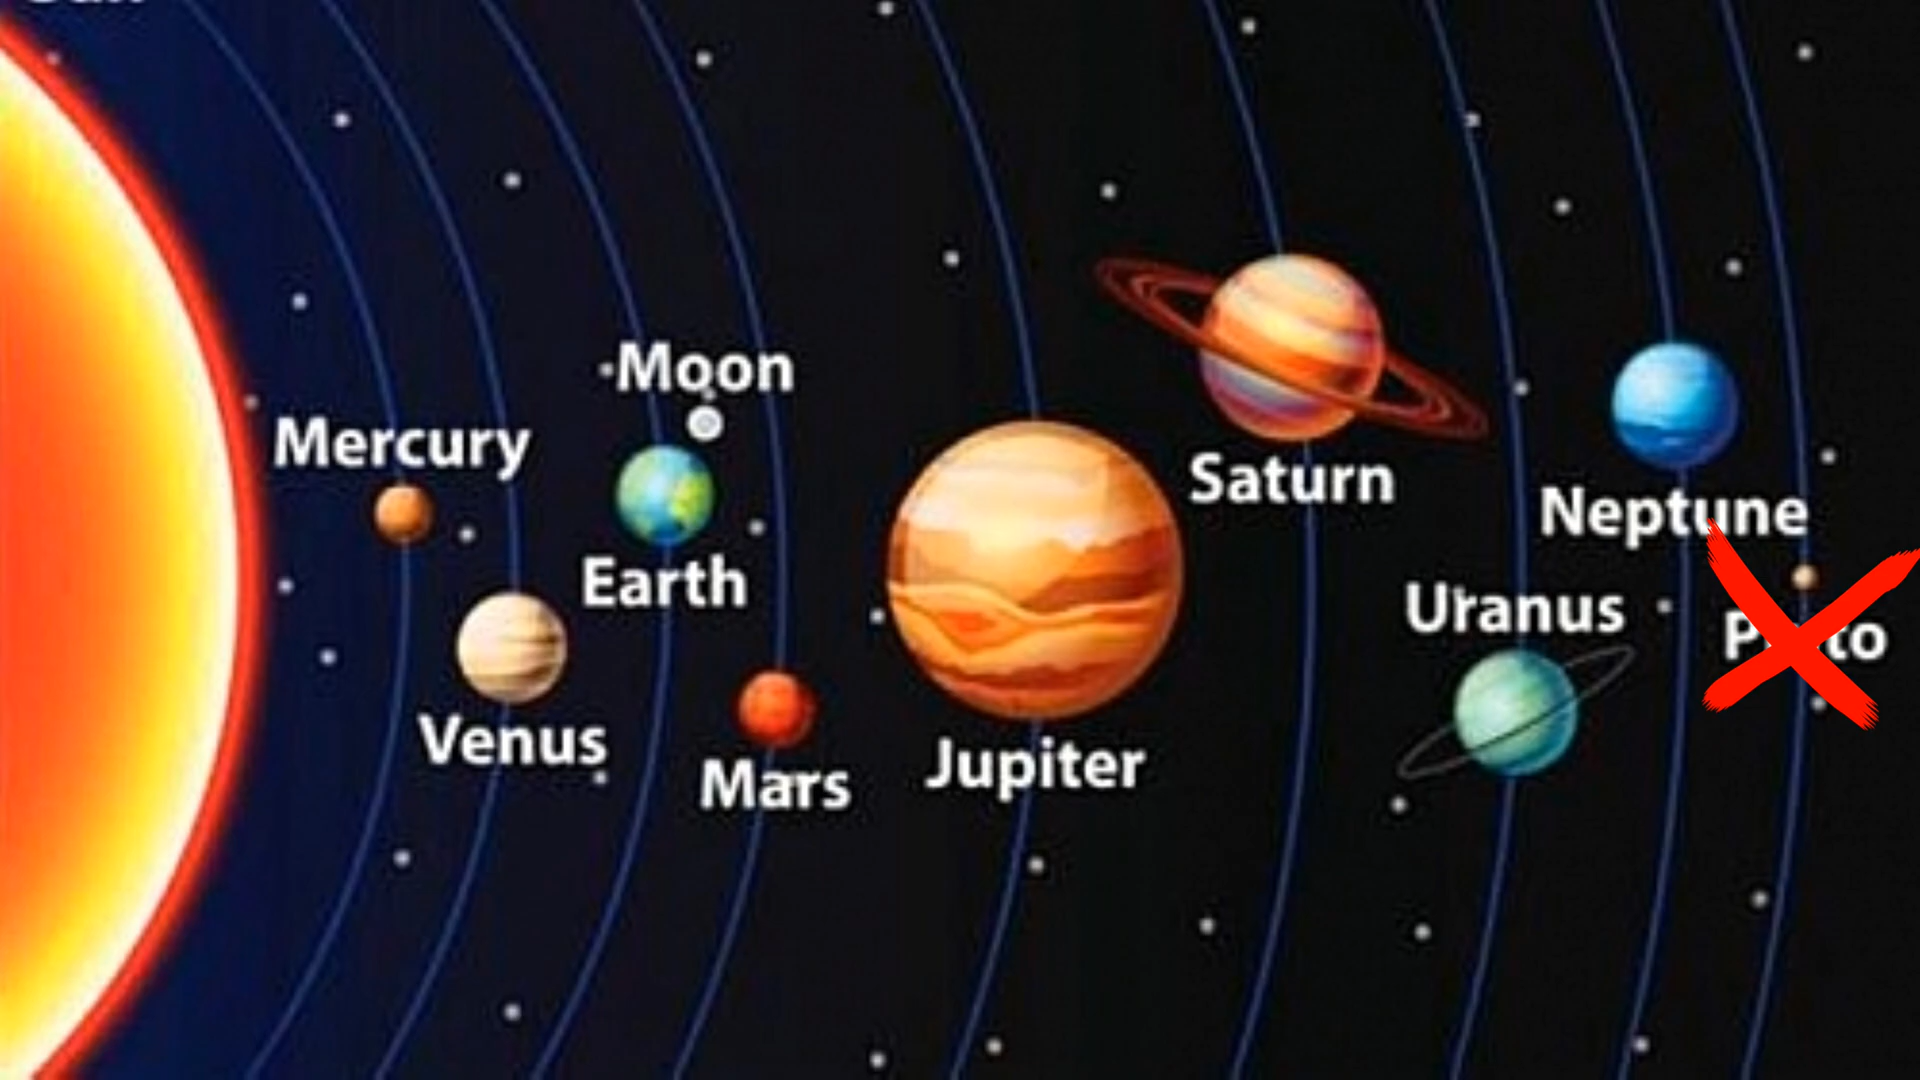 Moon
Mercury
Saturn
Neptune
Earth
Uranus
Venus
Mars
Jupiter